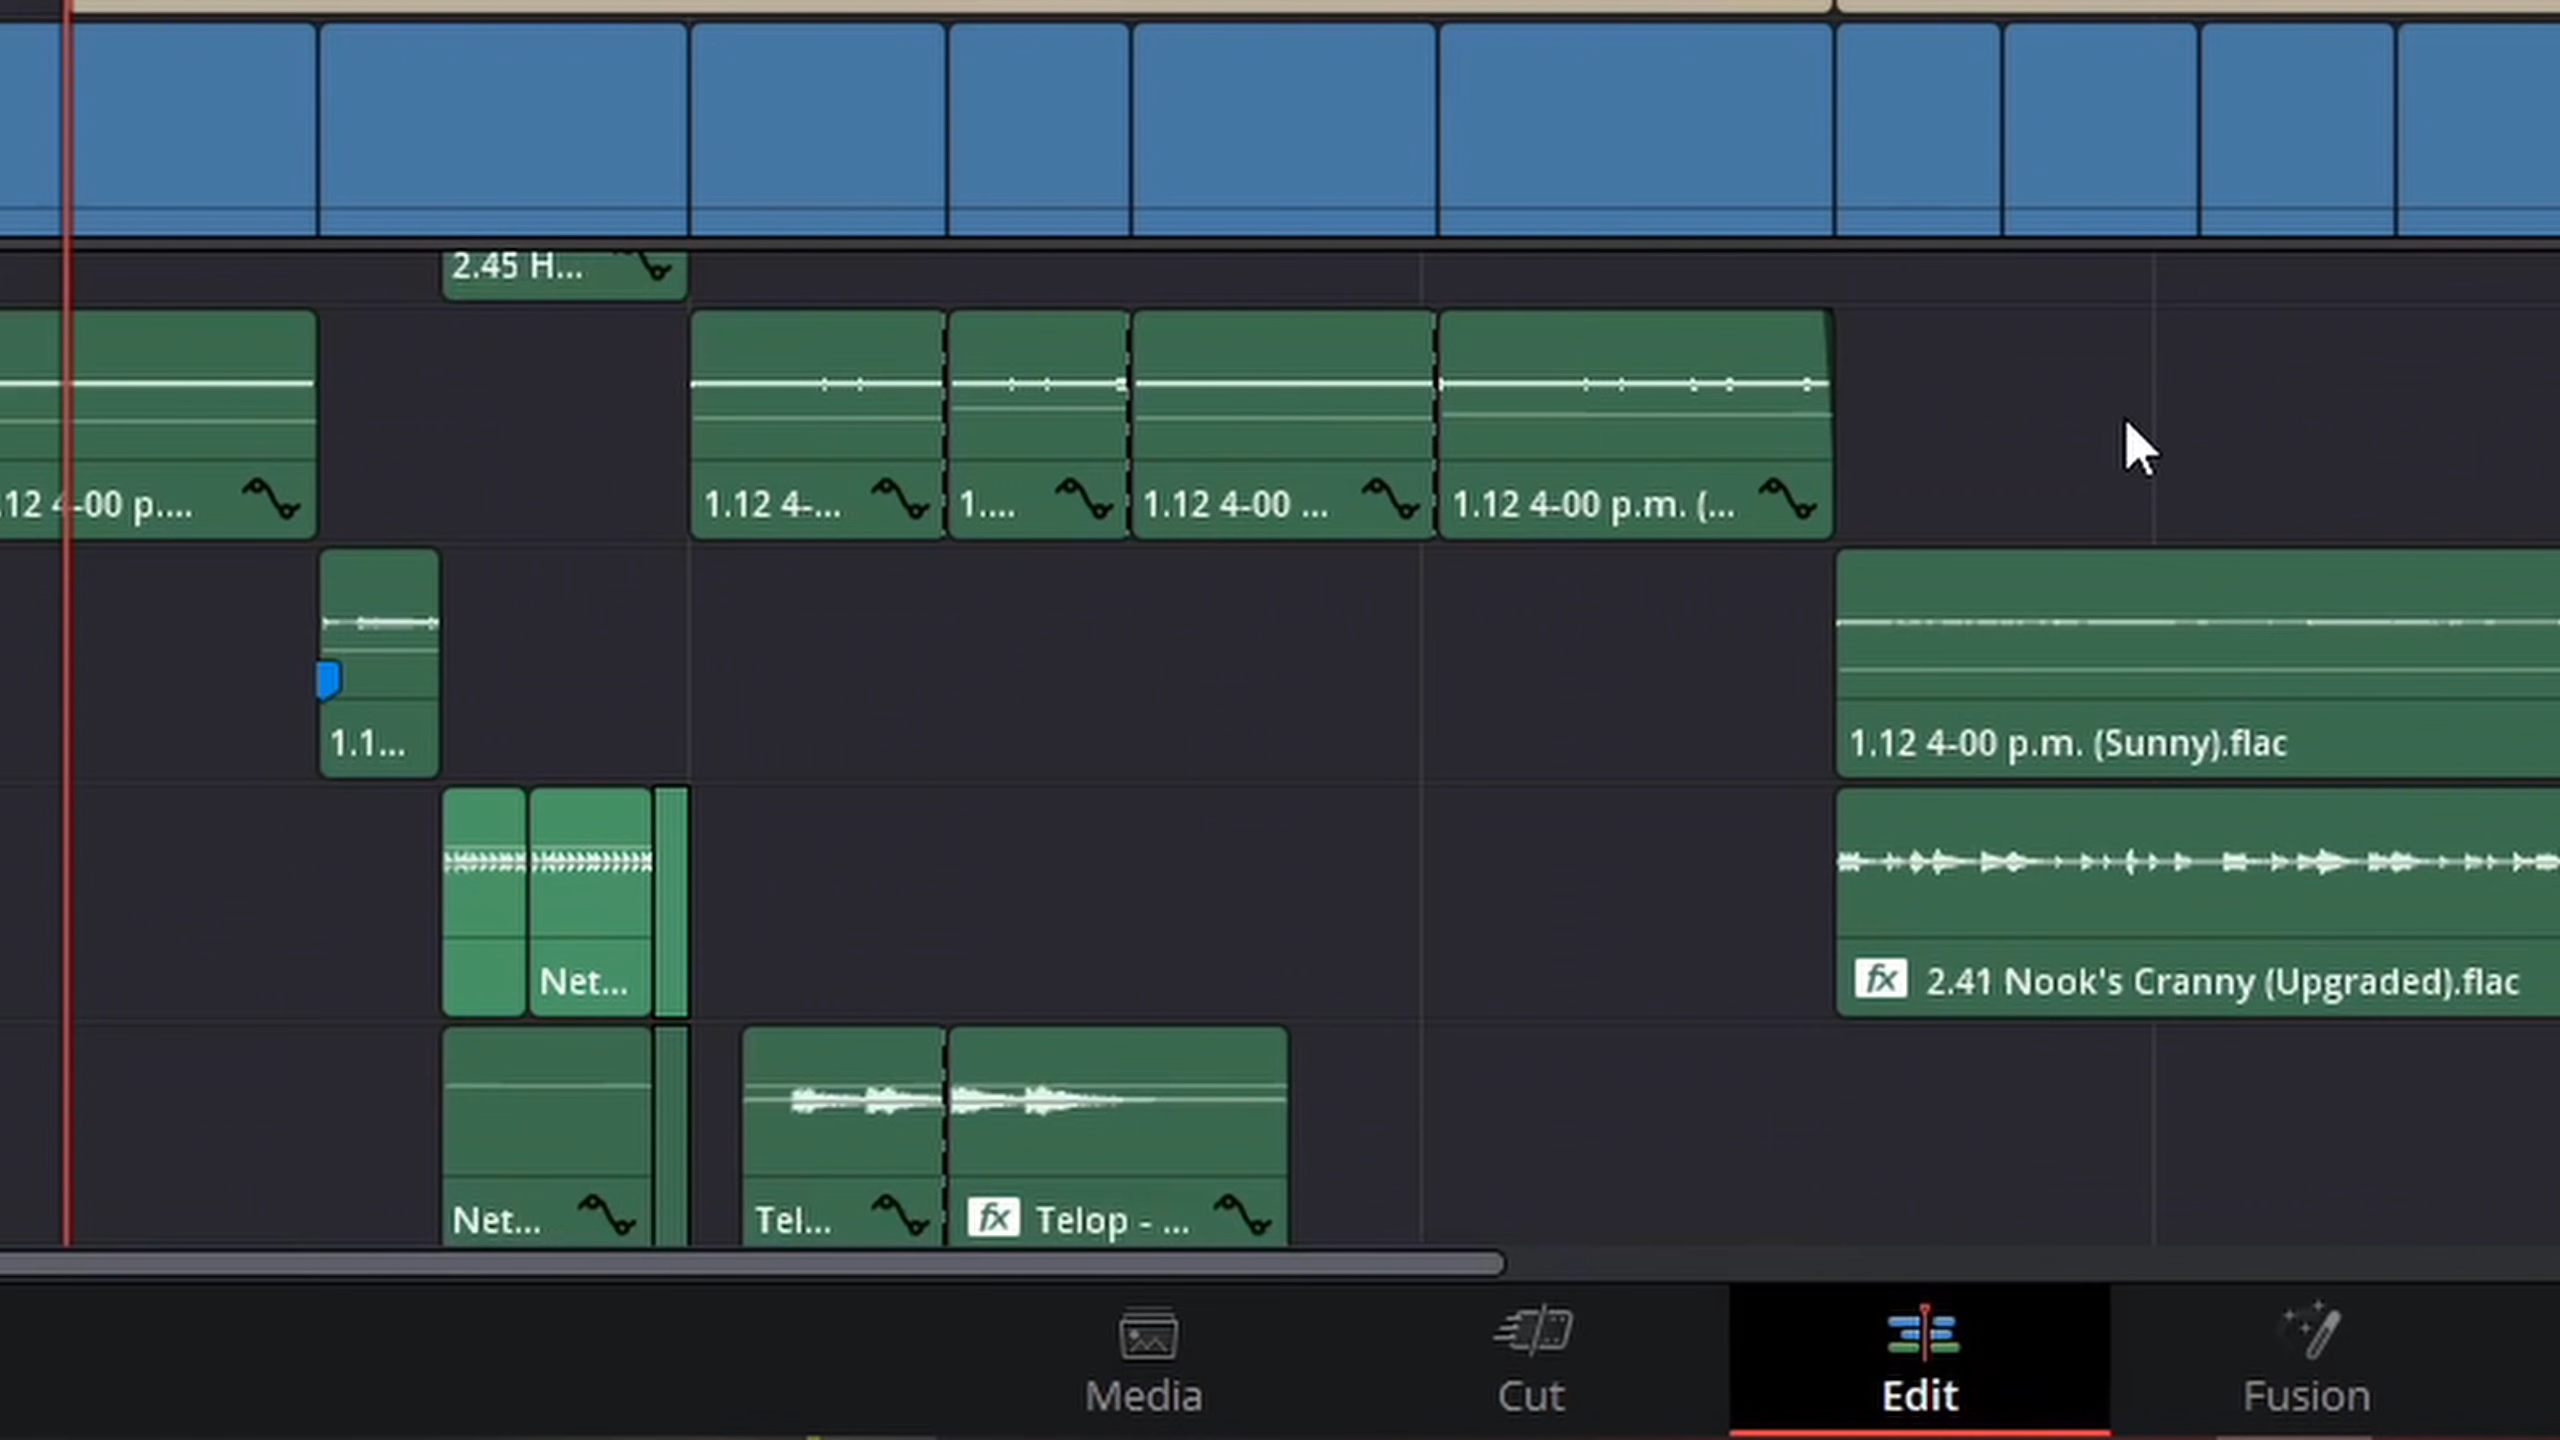 2.45 H...
.12 4-00 p....
1.12 4-...
1....
1.12 4-00 ...
1.12 4-00 p.m. (...
1.1...
1.12 4-00 p.m. (Sunny).flac
Net...
fx 2.41 Nook's Cranny (Upgraded).flac
Net...
Tel...
fx Telop - ...
Media
Cut
Edit
Fusion